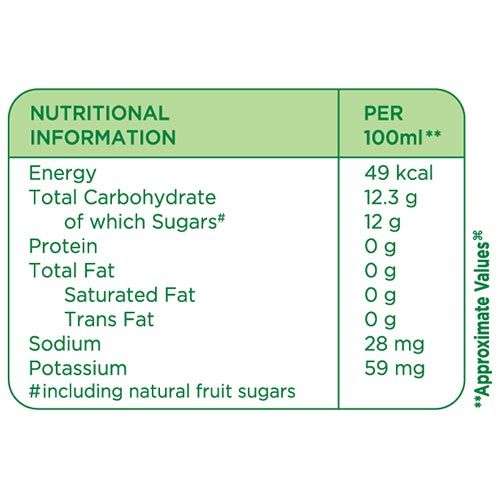 NUTRITIONAL INFORMATION PER 100ml**
Energy 49 kcal
Total Carbohydrate 12.3 g
of which Sugars# 12 g
Protein 0 g
Total Fat 0 g
Saturated Fat 0 g
Trans Fat 0 g
Sodium 28 mg
Potassium 59 mg
#including natural fruit sugars
**Approximate Values⌘